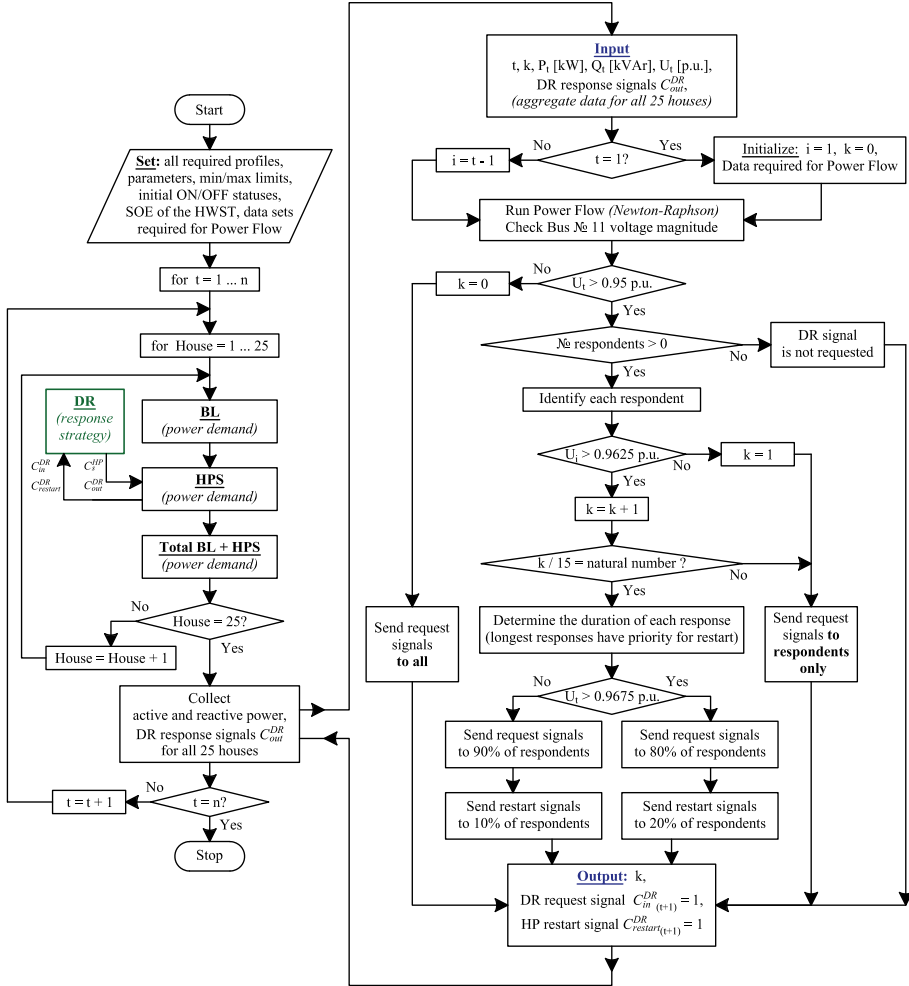 Start
Set: all required profiles,
parameters, min/max limits,
initial ON/OFF statuses,
SOE of the HWST, data sets
required for Power Flow
for t = 1 ... n
for House = 1 ... 25
DR
(response
strategy)
BL
(power demand)
C_in^DR C_s^HP
C_restart^DR C_out^DR
HPS
(power demand)
Total BL + HPS
(power demand)
No
House = 25?
Yes
House = House + 1
Collect
active and reactive power,
DR response signals C_out^DR
for all 25 houses
No
t = t + 1
t = n?
Yes
Stop
Input
t, k, P_t [kW], Q_t [kVAr], U_t [p.u.],
DR response signals C_out^DR,
(aggregate data for all 25 houses)
i = t - 1
No
t = 1?
Yes
Initialize: i = 1, k = 0,
Data required for Power Flow
Run Power Flow (Newton-Raphson)
Check Bus № 11 voltage magnitude
k = 0
No
U_t > 0.95 p.u.
Yes
№ respondents > 0
No
DR signal
is not requested
Yes
Identify each respondent
U_i > 0.9625 p.u.
No
k = 1
Yes
k = k + 1
k / 15 = natural number ?
No
Yes
Send request
signals
to all
Determine the duration of each response
(longest responses have priority for restart)
Send request
signals to
respondents
only
No
U_t > 0.9675 p.u.
Yes
Send request signals
to 90% of respondents
Send request signals
to 80% of respondents
Send restart signals
to 10% of respondents
Send restart signals
to 20% of respondents
Output: k,
DR request signal C_in^DR_(t+1) = 1,
HP restart signal C_restart^DR_(t+1) = 1